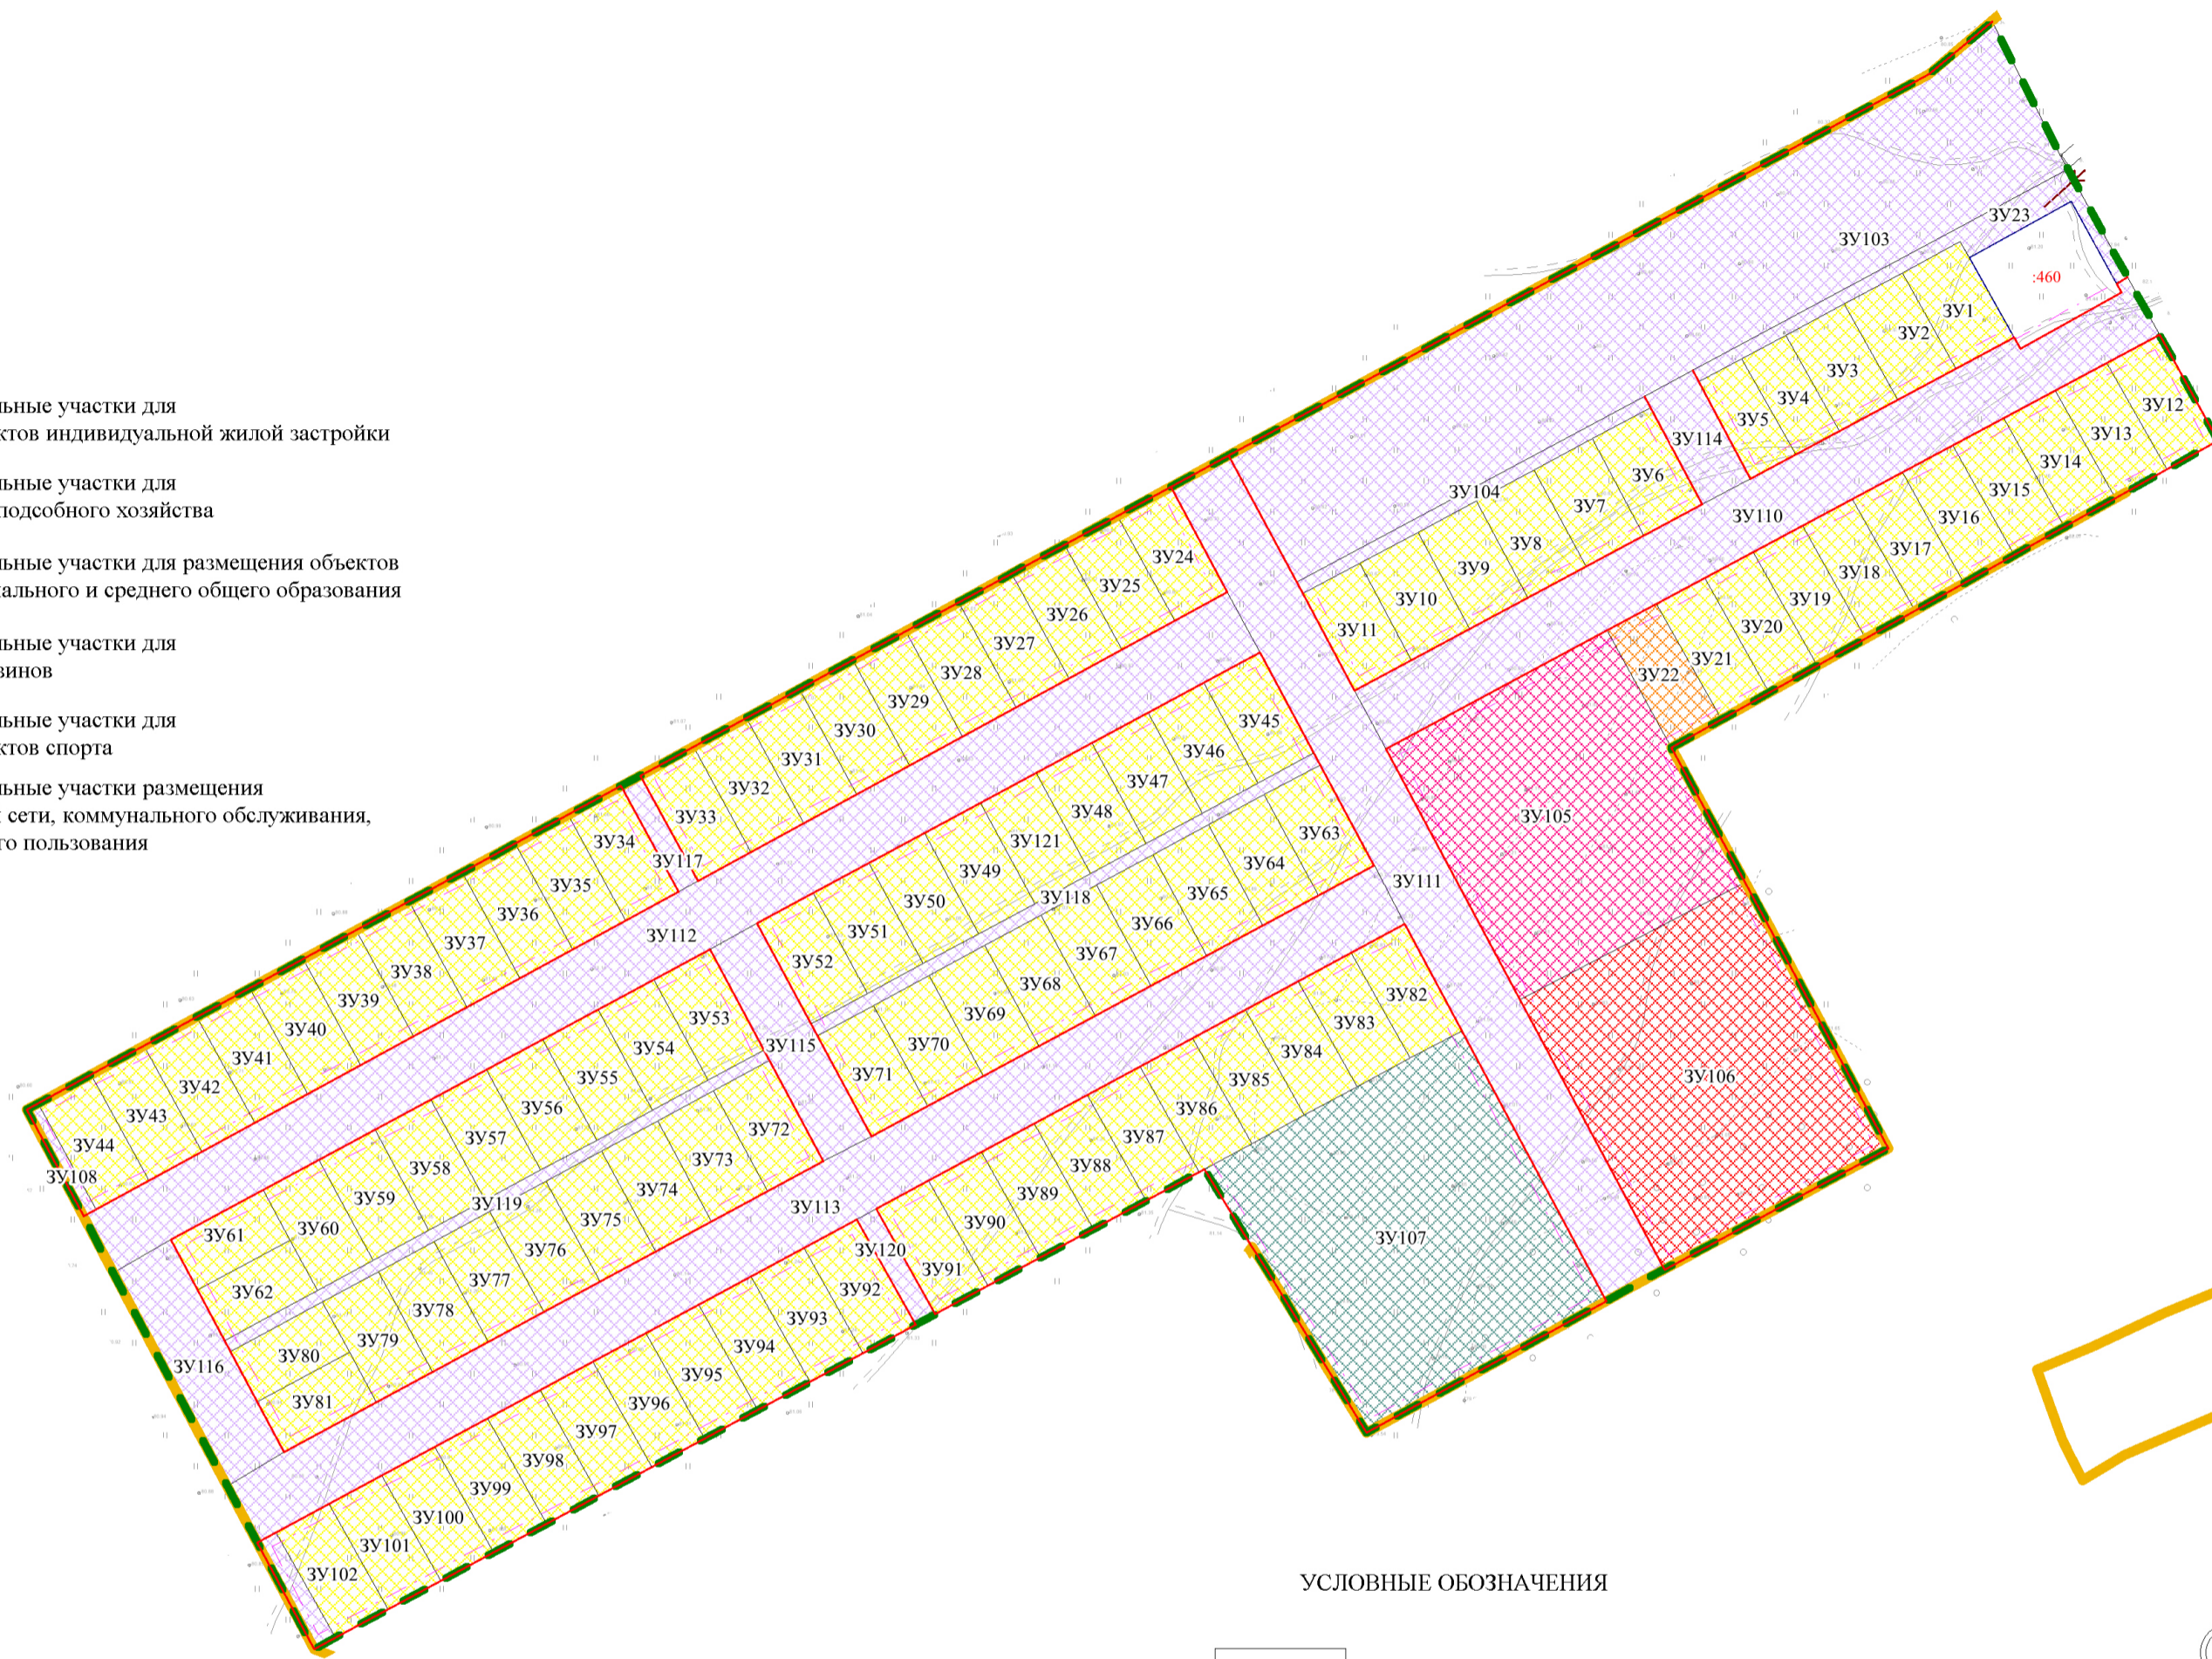 льные участки для
ктов индивидуальной жилой застройки
льные участки для
подсобного хозяйства
льные участки для размещения объектов
ального и среднего общего образования
льные участки для
зинов
льные участки для
ктов спорта
льные участки размещения
сети, коммунального обслуживания,
го пользования
ЗУ23
ЗУ103
:460
ЗУ1
ЗУ2
ЗУ3
ЗУ4
ЗУ5
ЗУ12
ЗУ13
ЗУ14
ЗУ15
ЗУ16
ЗУ17
ЗУ18
ЗУ19
ЗУ20
ЗУ21
ЗУ22
ЗУ114
ЗУ110
ЗУ104
ЗУ6
ЗУ7
ЗУ8
ЗУ9
ЗУ10
ЗУ11
ЗУ24
ЗУ25
ЗУ26
ЗУ27
ЗУ28
ЗУ29
ЗУ30
ЗУ31
ЗУ32
ЗУ33
ЗУ117
ЗУ34
ЗУ35
ЗУ36
ЗУ37
ЗУ38
ЗУ39
ЗУ40
ЗУ41
ЗУ42
ЗУ43
ЗУ44
ЗУ108
ЗУ112
ЗУ45
ЗУ46
ЗУ47
ЗУ48
ЗУ121
ЗУ49
ЗУ50
ЗУ51
ЗУ52
ЗУ118
ЗУ63
ЗУ64
ЗУ65
ЗУ66
ЗУ67
ЗУ68
ЗУ69
ЗУ70
ЗУ71
ЗУ111
ЗУ105
ЗУ106
ЗУ115
ЗУ53
ЗУ54
ЗУ55
ЗУ56
ЗУ57
ЗУ58
ЗУ59
ЗУ60
ЗУ61
ЗУ62
ЗУ119
ЗУ72
ЗУ73
ЗУ74
ЗУ75
ЗУ76
ЗУ77
ЗУ78
ЗУ79
ЗУ80
ЗУ81
ЗУ116
ЗУ113
ЗУ82
ЗУ83
ЗУ84
ЗУ85
ЗУ86
ЗУ87
ЗУ88
ЗУ89
ЗУ90
ЗУ91
ЗУ120
ЗУ107
ЗУ92
ЗУ93
ЗУ94
ЗУ95
ЗУ96
ЗУ97
ЗУ98
ЗУ99
ЗУ100
ЗУ101
ЗУ102
УСЛОВНЫЕ ОБОЗНАЧЕНИЯ